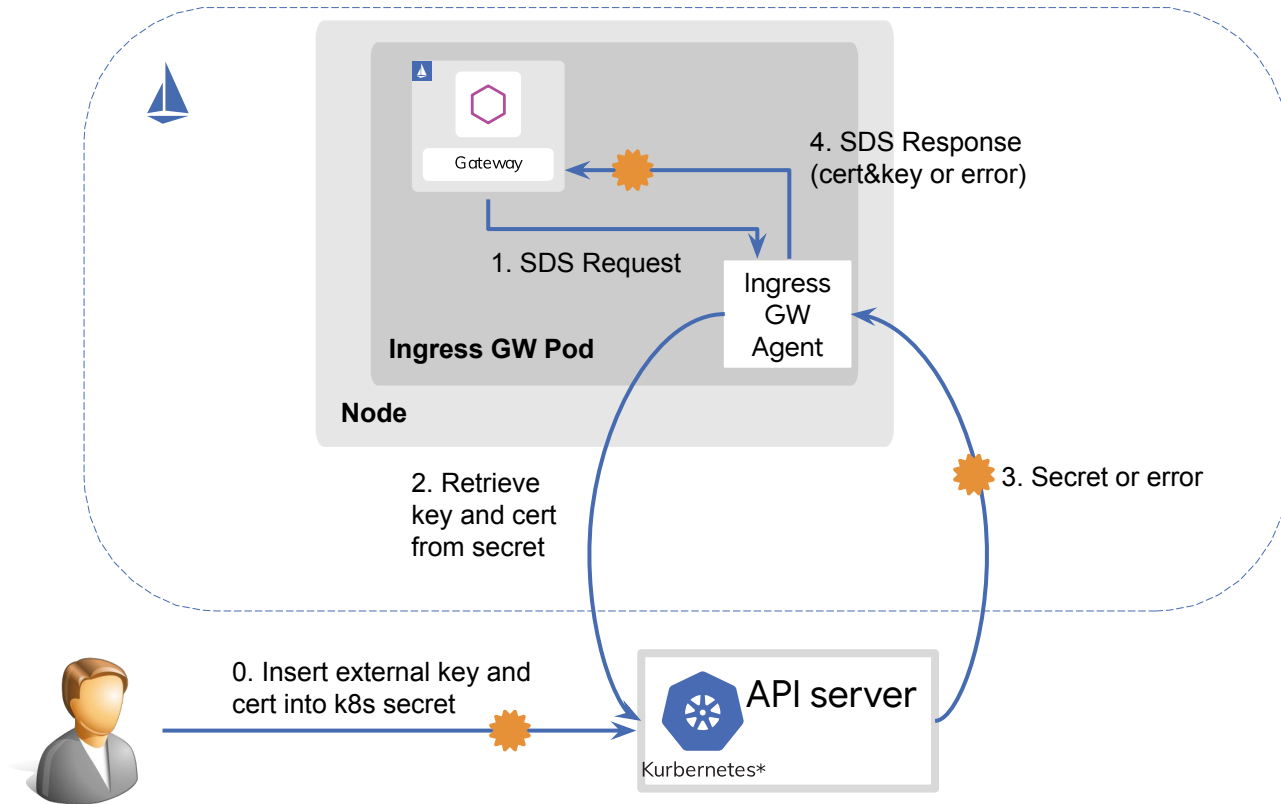 Gateway
4. SDS Response
(cert&key or error)
1. SDS Request
Ingress
GW
Agent
Ingress GW Pod
Node
2. Retrieve
key and cert
from secret
3. Secret or error
0. Insert external key and
cert into k8s secret
API server
Kurbernetes*